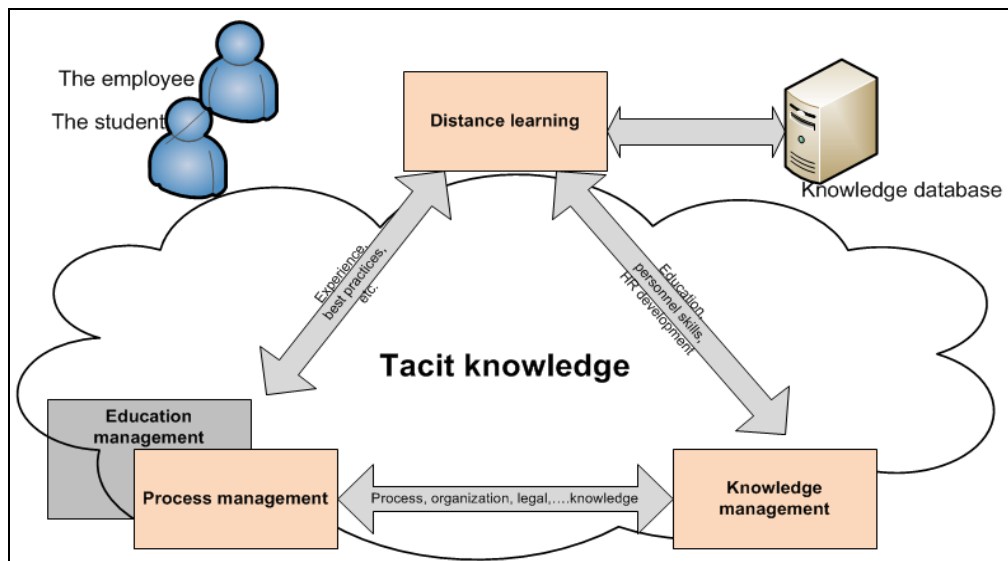 The employee
The student
Distance learning
Knowledge database
Experience,
best practices,
etc.
Education,
personnel skills,
HR development
Tacit knowledge
Education
management
Process management
Process, organization, legal,....knowledge
Knowledge
management